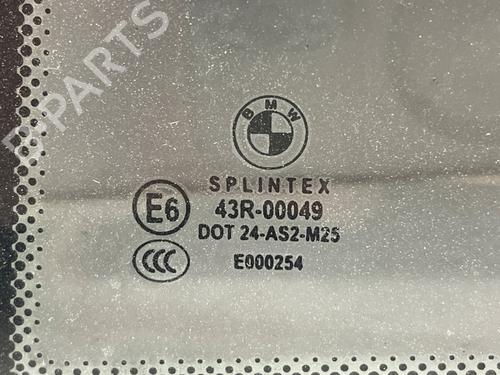 B-PARTS
BMW
SPLINTEX
E6 43R-00049
DOT 24-AS2-M25
CCC E000254